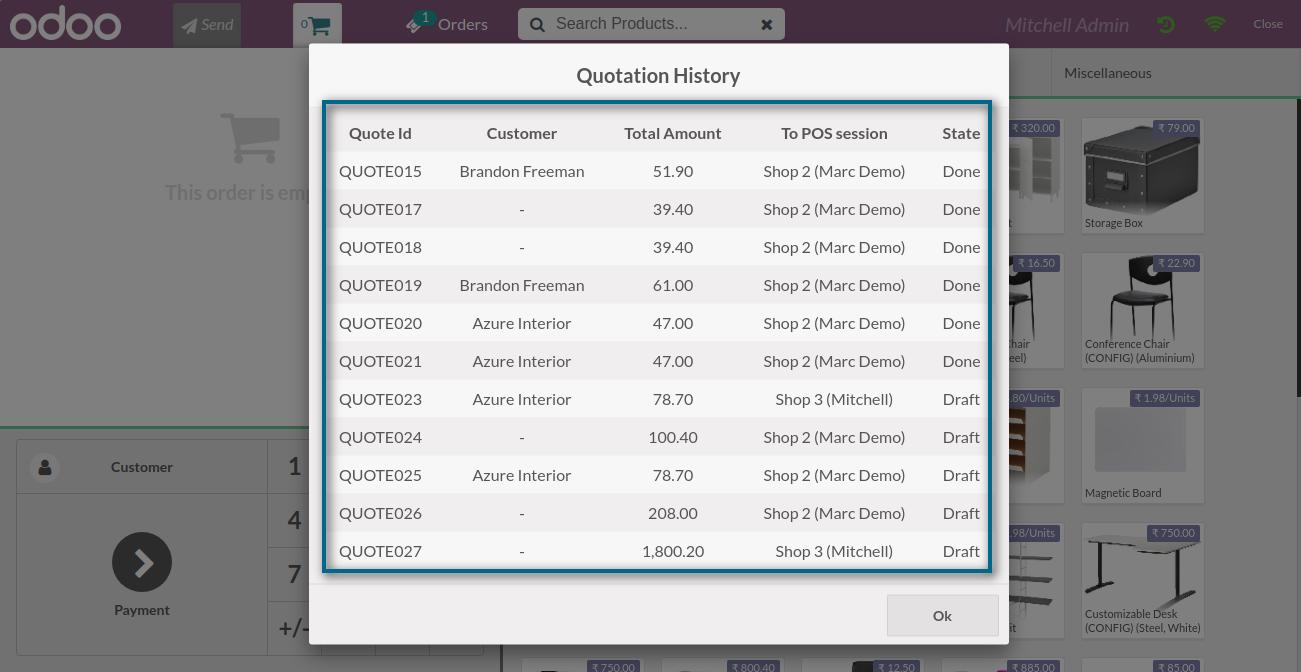 odoo
Send
0
1
Orders
Search Products...
Mitchell Admin
Close
Quotation History
Quote Id Customer Total Amount To POS session State
QUOTE015 Brandon Freeman 51.90 Shop 2 (Marc Demo) Done
QUOTE017 - 39.40 Shop 2 (Marc Demo) Done
QUOTE018 - 39.40 Shop 2 (Marc Demo) Done
QUOTE019 Brandon Freeman 61.00 Shop 2 (Marc Demo) Done
QUOTE020 Azure Interior 47.00 Shop 2 (Marc Demo) Done
QUOTE021 Azure Interior 47.00 Shop 2 (Marc Demo) Done
QUOTE023 Azure Interior 78.70 Shop 3 (Mitchell) Draft
QUOTE024 - 100.40 Shop 2 (Marc Demo) Draft
QUOTE025 Azure Interior 78.70 Shop 2 (Marc Demo) Draft
QUOTE026 - 208.00 Shop 2 (Marc Demo) Draft
QUOTE027 - 1,800.20 Shop 3 (Mitchell) Draft
Ok
This order is em
Customer
Payment
1
4
7
+/-
Miscellaneous
₹ 320.00
₹ 79.00
Storage Box
₹ 16.50
₹ 22.90
Conference Chair
(CONFIG) (Aluminium)
.80/Units
₹ 1.98/Units
Magnetic Board
.98/Units
₹ 750.00
Customizable Desk
(CONFIG) (Steel, White)
₹ 750.00
₹ 800.40
₹ 12.50
₹ 885.00
₹ 85.00